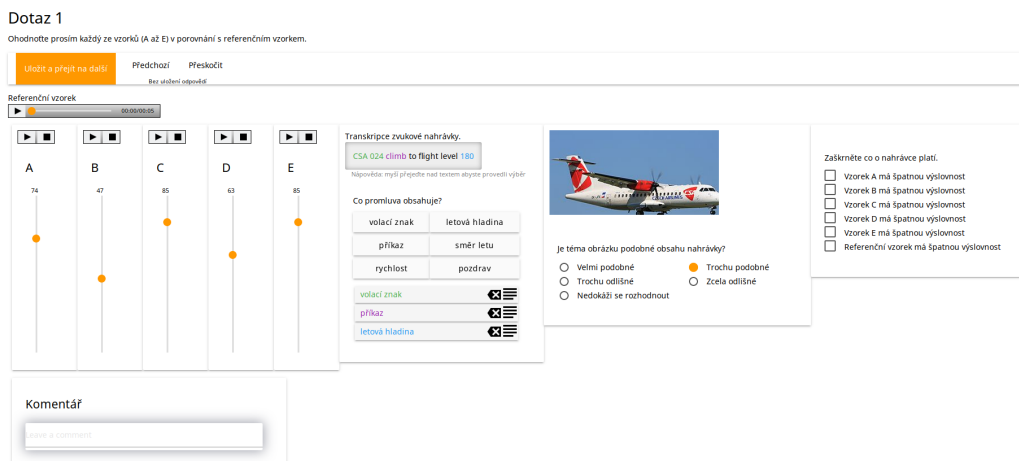 Dotaz 1
Ohodnoťte prosím každý ze vzorků (A až E) v porovnání s referenčním vzorkem.
Uložit a přejít na další
Předchozí
Přeskočit
Bez uložení odpovědí
Referenční vzorek
00:00/00:05
A
B
C
D
E
74
47
85
63
85
Transkripce zvukové nahrávky.
CSA 024 climb to flight level 180
Nápověda: myší přejeďte nad textem abyste provedli výběr
Co promluva obsahuje?
volací znak
letová hladina
příkaz
směr letu
rychlost
pozdrav
volací znak
příkaz
letová hladina
CZECH AIRLINES
Je téma obrázku podobné obsahu nahrávky?
Velmi podobné
Trochu podobné
Trochu odlišné
Zcela odlišné
Nedokáži se rozhodnout
Zaškrněte co o nahrávce platí.
Vzorek A má špatnou výslovnost
Vzorek B má špatnou výslovnost
Vzorek C má špatnou výslovnost
Vzorek D má špatnou výslovnost
Vzorek E má špatnou výslovnost
Referenční vzorek má špatnou výslovnost
Komentář
Leave a comment